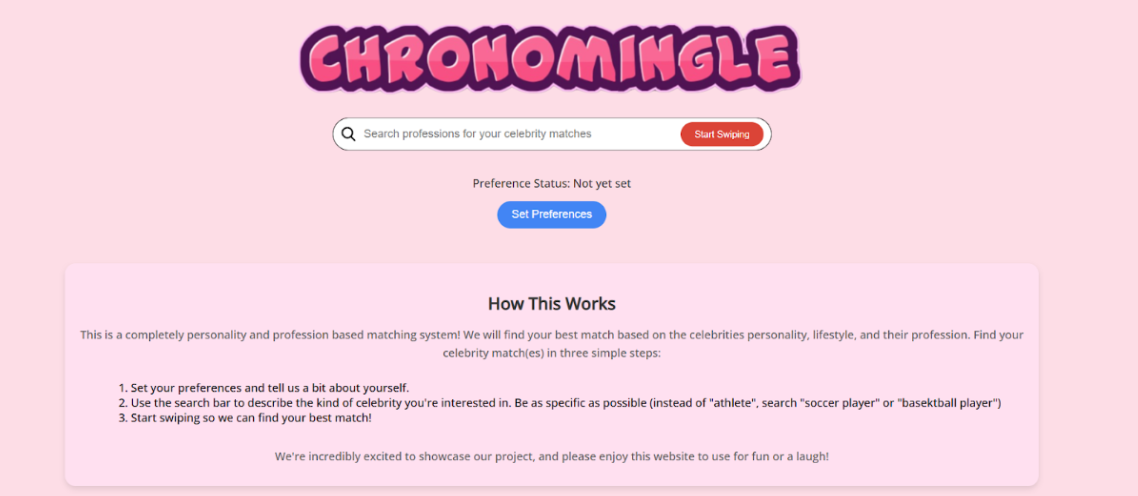 CHRONOMINGLE
Search professions for your celebrity matches
Start Swiping
Preference Status: Not yet set
Set Preferences
How This Works
This is a completely personality and profession based matching system! We will find your best match based on the celebrities personality, lifestyle, and their profession. Find your
celebrity match(es) in three simple steps:
1. Set your preferences and tell us a bit about yourself.
2. Use the search bar to describe the kind of celebrity you're interested in. Be as specific as possible (instead of "athlete", search "soccer player" or "basektball player")
3. Start swiping so we can find your best match!
We're incredibly excited to showcase our project, and please enjoy this website to use for fun or a laugh!